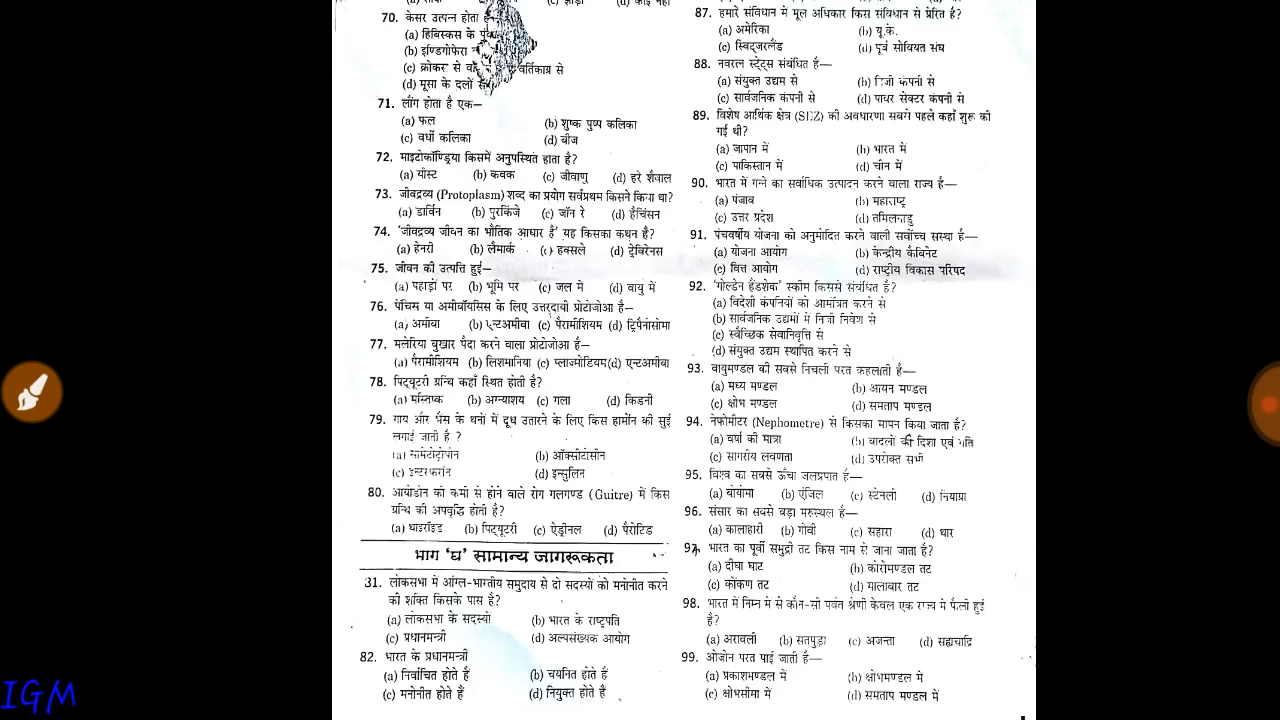 70. केसर उत्पन्न होता है
(a) हिबिस्कस के
(b) इण्डिगोफेरा
(c) क्रोकस से वर्तिकाग्र से
(d) मूसा के दलों से
71. लौंग होता है एक—
(a) फल (b) शुष्क पुष्प कलिका
(c) वर्धी कलिका (d) बीज
72. माइटोकॉण्ड्रिया किसमें अनुपस्थित होता है?
(a) यीस्ट (b) कवक (c) जीवाणु (d) हरे शैवाल
73. जीवद्रव्य (Protoplasm) शब्द का प्रयोग सर्वप्रथम किसने किया था?
(a) डार्विन (b) पुरकिंजे (c) जॉन रे (d) हैचिंसन
74. 'जीवद्रव्य जीवन का भौतिक आधार है' यह किसका कथन है?
(a) हेनरी (b) लैमार्क (c) हक्सले (d) ट्रेविरेनस
75. जीवन की उत्पत्ति हुई—
(a) पहाड़ों पर (b) भूमि पर (c) जल में (d) वायु में
76. पेचिस या अमीबॉयसिस के लिए उत्तरदायी प्रोटोजोआ है—
(a) अमीबा (b) एन्टअमीबा (c) पैरामीशियम (d) ट्रिपैनोसोमा
77. मलेरिया बुखार पैदा करने वाला प्रोटोजोआ है—
(a) पैरामीशियम (b) लिशमानिया (c) प्लाज्मोडियम (d) एन्टअमीबा
78. पिट्यूटरी ग्रन्थि कहाँ स्थित होती है?
(a) मस्तिष्क (b) अग्न्याशय (c) गला (d) किडनी
79. गाय और भैंस के थनों में दूध उतारने के लिए किस हार्मोन की सुई
लगाई जाती है ?
(a) सोमेटोट्रोपीन (b) ऑक्सीटोसीन
(c) इन्टरफेरॉन (d) इन्सुलिन
80. आयोडीन की कमी से होने वाले रोग गलगण्ड (Guitre) में किस
ग्रन्थि की अपवृद्धि होती है?
(a) थाइरॉइड (b) पिट्यूटरी (c) ऐड्रीनल (d) पैरोटिड
भाग 'घ' सामान्य जागरूकता
31. लोकसभा में आंग्ल-भारतीय समुदाय से दो सदस्यों को मनोनीत करने
की शक्ति किसके पास है?
(a) लोकसभा के सदस्यों (b) भारत के राष्ट्रपति
(c) प्रधानमन्त्री (d) अल्पसंख्यक आयोग
82. भारत के प्रधानमन्त्री
(a) निर्वाचित होते हैं (b) चयनित होते हैं
(c) मनोनीत होते हैं (d) नियुक्त होते हैं
87. हमारे संविधान में मूल अधिकार किस संविधान से प्रेरित है?
(a) अमेरिका (b) यू.के.
(c) स्विट्जरलैंड (d) पूर्व सोवियत संघ
88. नवरत्न स्टेट्स संबंधित है—
(a) संयुक्त उद्यम से (b) निजी कंपनी से
(c) सार्वजनिक कंपनी से (d) पावर सेक्टर कंपनी से
89. विशेष आर्थिक क्षेत्र (SEZ) की अवधारणा सबसे पहले कहाँ शुरू की
गई थी?
(a) जापान में (b) भारत में
(c) पाकिस्तान में (d) चीन में
90. भारत में गन्ने का सर्वाधिक उत्पादन करने वाला राज्य है—
(a) पंजाब (b) महाराष्ट्र
(c) उत्तर प्रदेश (d) तमिलनाडु
91. पंचवर्षीय योजना को अनुमोदित करने वाली सर्वोच्च संस्था है—
(a) योजना आयोग (b) केन्द्रीय कैबिनेट
(c) वित्त आयोग (d) राष्ट्रीय विकास परिषद
92. 'गोल्डेन हैंडशेक' स्कीम किससे संबंधित है?
(a) विदेशी कंपनियों को आमंत्रित करने से
(b) सार्वजनिक उद्यमों में निजी निवेश से
(c) स्वैच्छिक सेवानिवृत्ति से
(d) संयुक्त उद्यम स्थापित करने से
93. वायुमण्डल की सबसे निचली परत कहलाती है—
(a) मध्य मण्डल (b) आयन मण्डल
(c) क्षोभ मण्डल (d) समताप मण्डल
94. नेफोमीटर (Nephometre) से किसका मापन किया जाता है?
(a) वर्षा की मात्रा (b) बादलों की दिशा एवं गति
(c) सागरीय लवणता (d) उपरोक्त सभी
95. विश्व का सबसे ऊँचा जलप्रपात है—
(a) बोयोमा (b) एंजिल (c) स्टेनली (d) नियाग्रा
96. संसार का सबसे बड़ा मरुस्थल है—
(a) कालाहारी (b) गोबी (c) सहारा (d) थार
97. भारत का पूर्वी समुद्री तट किस नाम से जाना जाता है?
(a) दीघा घाट (b) कोरोमण्डल तट
(c) कोंकण तट (d) मालाबार तट
98. भारत में निम्न में से कौन-सी पर्वत श्रेणी केवल एक राज्य में फैली हुई
है?
(a) अरावली (b) सतपुड़ा (c) अजन्ता (d) सह्याद्रि
99. ओजोन परत पाई जाती है—
(a) प्रकाशमण्डल में (b) क्षोभमण्डल में
(c) क्षोभसीमा में (d) समताप मण्डल में
IGM